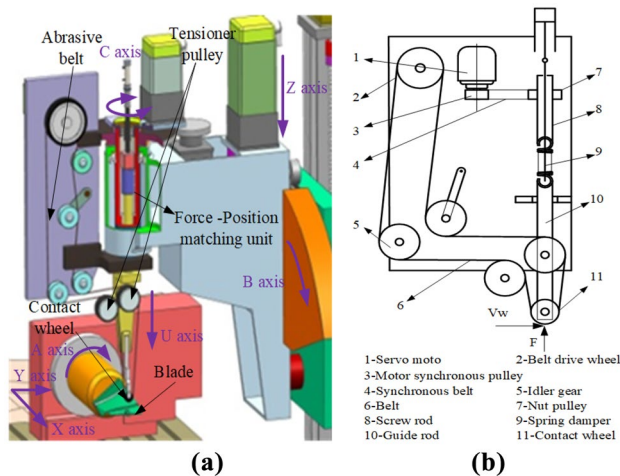 (a)
Abrasive
belt
C axis
Tensioner
pulley
Z axis
Force -Position
matching unit
B axis
Contact
wheel
U axis
A axis
Y axis
Blade
X axis
(b)
1
2
3
4
5
6
7
8
9
10
11
Vw
F
1-Servo moto 2-Belt drive wheel
3-Motor synchronous pulley
4-Synchronous belt 5-Idler gear
6-Belt 7-Nut pulley
8-Screw rod 9-Spring damper
10-Guide rod 11-Contact wheel
(a) (b)